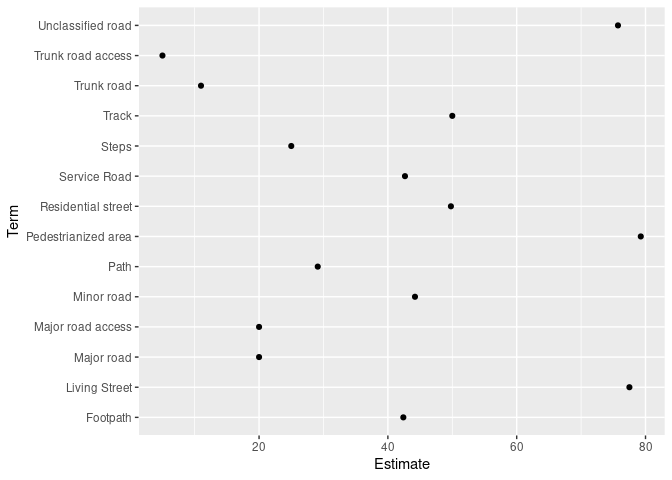 Unclassified road
Trunk road access
Trunk road
Track
Steps
Service Road
Residential street
Pedestrianized area
Path
Minor road
Major road access
Major road
Living Street
Footpath
Term
20 40 60 80
Estimate